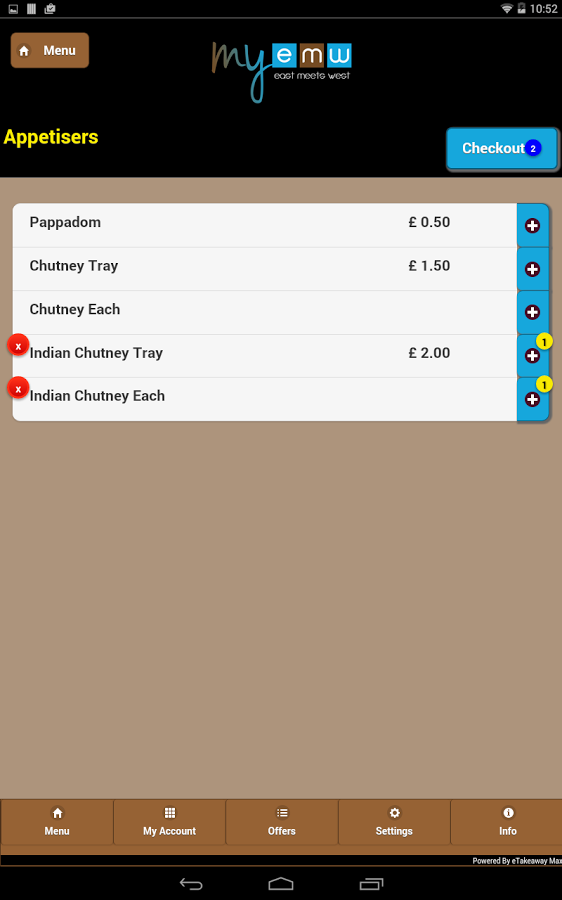 10:52
Menu
my emw
east meets west
Appetisers
Checkout 2
Pappadom £ 0.50
Chutney Tray £ 1.50
Chutney Each
x Indian Chutney Tray £ 2.00 1
x Indian Chutney Each 1
Menu My Account Offers Settings Info
Powered By eTakeaway Max